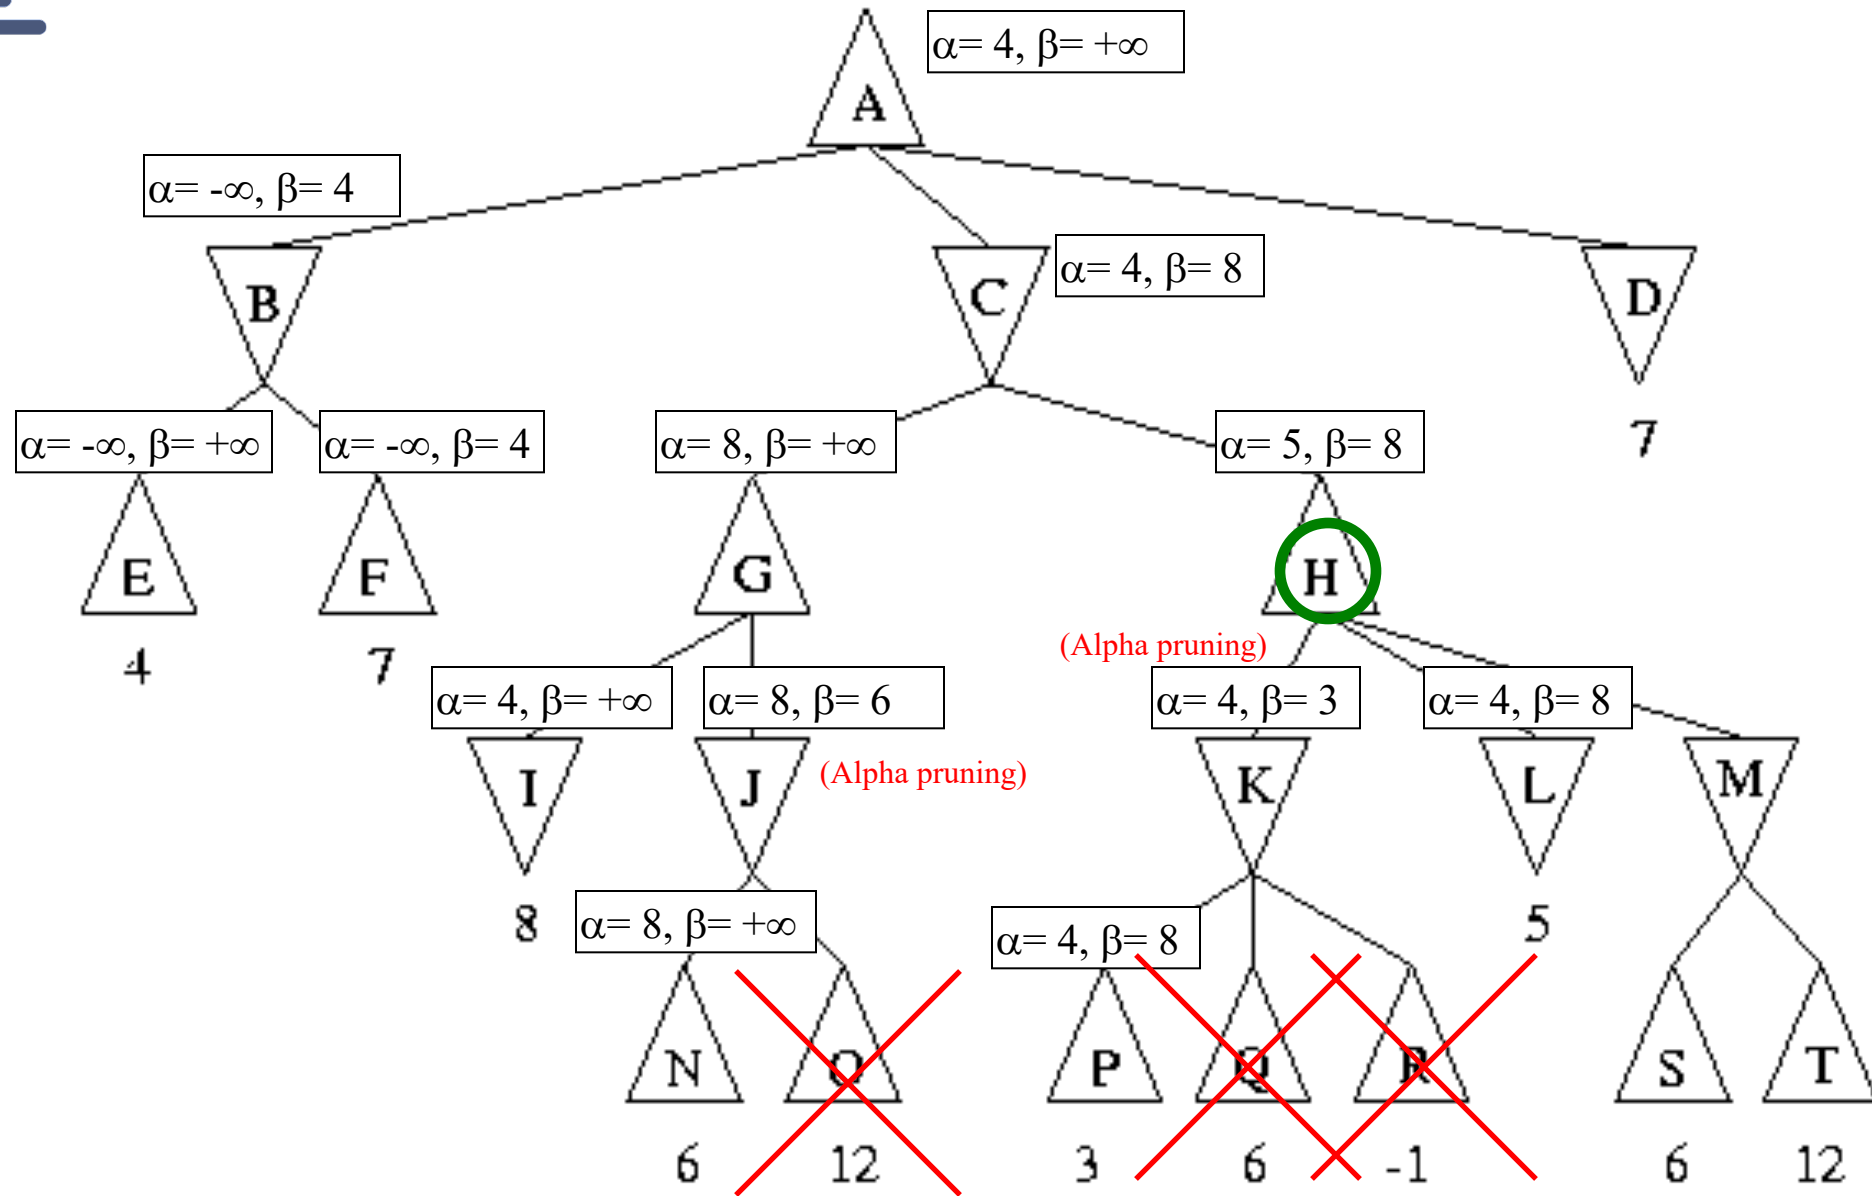 α= 4, β= +∞
A
α= -∞, β= 4
B
C
α= 4, β= 8
D
α= -∞, β= +∞
α= -∞, β= 4
α= 8, β= +∞
α= 5, β= 8
7
E
F
G
H
4
7
(Alpha pruning)
α= 4, β= +∞
α= 8, β= 6
α= 4, β= 3
α= 4, β= 8
I
J
(Alpha pruning)
K
L
M
8
α= 8, β= +∞
α= 4, β= 8
5
N
O
P
Q
R
S
T
6
12
3
6
-1
6
12